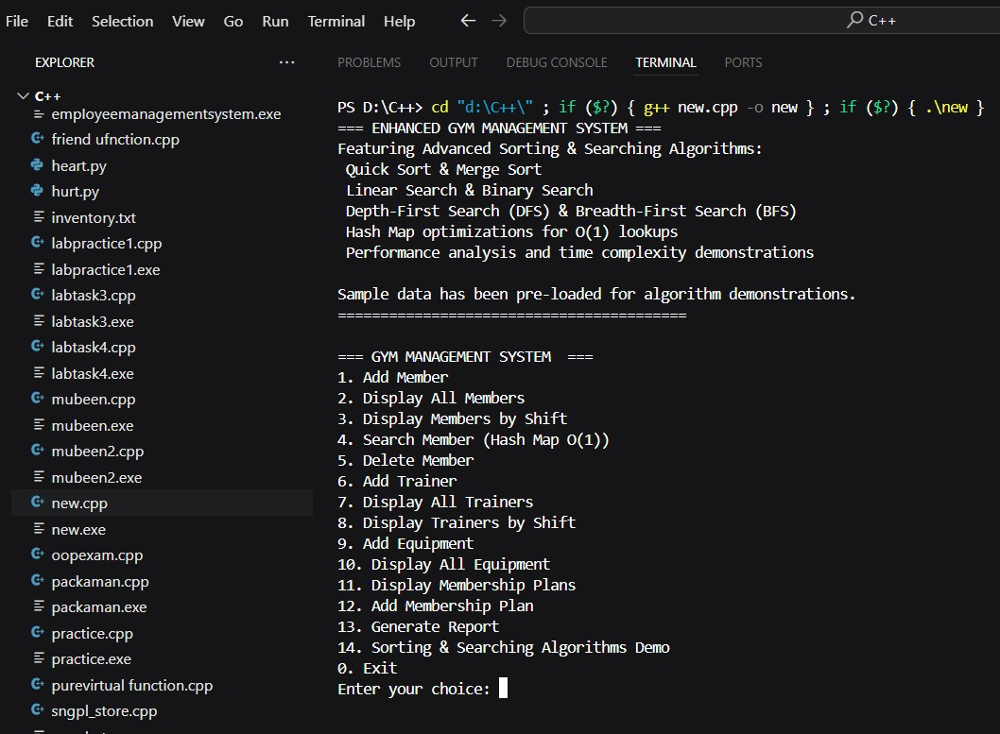 File Edit Selection View Go Run Terminal Help
C++
EXPLORER
C++
employeemanagementsystem.exe
friend ufnction.cpp
heart.py
hurt.py
inventory.txt
labpractice1.cpp
labpractice1.exe
labtask3.cpp
labtask3.exe
labtask4.cpp
labtask4.exe
mubeen.cpp
mubeen.exe
mubeen2.cpp
mubeen2.exe
new.cpp
new.exe
oopexam.cpp
packaman.cpp
packaman.exe
practice.cpp
practice.exe
purevirtual function.cpp
sngpl_store.cpp
PROBLEMS OUTPUT DEBUG CONSOLE TERMINAL PORTS
PS D:\C++> cd "d:\C++\" ; if ($?) { g++ new.cpp -o new } ; if ($?) { .\new }
=== ENHANCED GYM MANAGEMENT SYSTEM ===
Featuring Advanced Sorting & Searching Algorithms:
Quick Sort & Merge Sort
Linear Search & Binary Search
Depth-First Search (DFS) & Breadth-First Search (BFS)
Hash Map optimizations for O(1) lookups
Performance analysis and time complexity demonstrations
Sample data has been pre-loaded for algorithm demonstrations.
=========================================
=== GYM MANAGEMENT SYSTEM  ===
1. Add Member
2. Display All Members
3. Display Members by Shift
4. Search Member (Hash Map O(1))
5. Delete Member
6. Add Trainer
7. Display All Trainers
8. Display Trainers by Shift
9. Add Equipment
10. Display All Equipment
11. Display Membership Plans
12. Add Membership Plan
13. Generate Report
14. Sorting & Searching Algorithms Demo
0. Exit
Enter your choice: